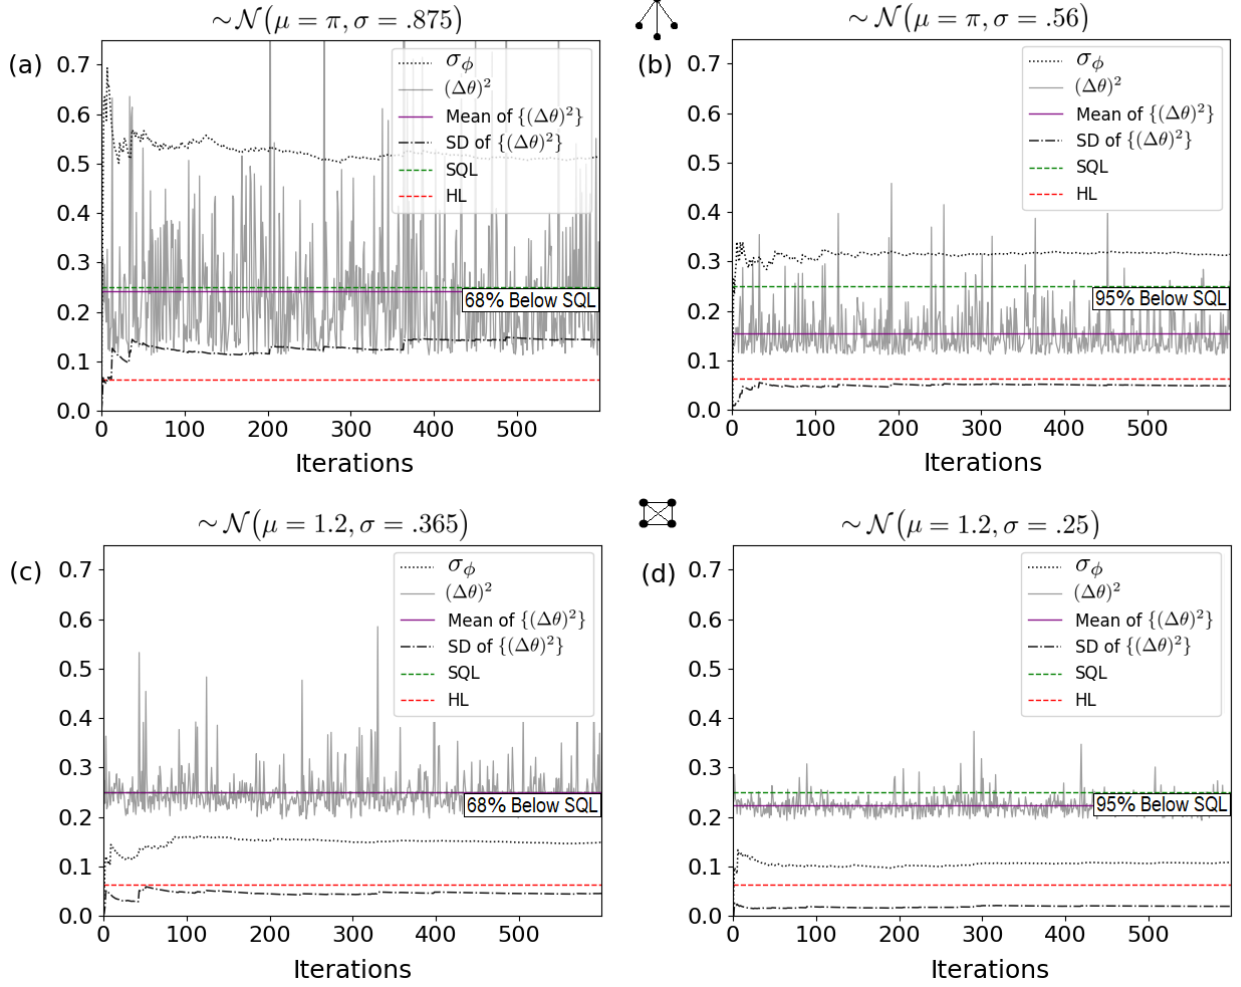 ∼ 𝒩(μ = π, σ = .875)
(a)
0.7
0.6
0.5
0.4
0.3
0.2
0.1
0.0
σ_ϕ
(Δθ)²
Mean of {(Δθ)²}
SD of {(Δθ)²}
SQL
HL
68% Below SQL
0 100 200 300 400 500
Iterations
∼ 𝒩(μ = π, σ = .56)
(b)
0.7
0.6
0.5
0.4
0.3
0.2
0.1
0.0
σ_ϕ
(Δθ)²
Mean of {(Δθ)²}
SD of {(Δθ)²}
SQL
HL
95% Below SQL
0 100 200 300 400 500
Iterations
∼ 𝒩(μ = 1.2, σ = .365)
(c)
0.7
0.6
0.5
0.4
0.3
0.2
0.1
0.0
σ_ϕ
(Δθ)²
Mean of {(Δθ)²}
SD of {(Δθ)²}
SQL
HL
68% Below SQL
0 100 200 300 400 500
Iterations
∼ 𝒩(μ = 1.2, σ = .25)
(d)
0.7
0.6
0.5
0.4
0.3
0.2
0.1
0.0
σ_ϕ
(Δθ)²
Mean of {(Δθ)²}
SD of {(Δθ)²}
SQL
HL
95% Below SQL
0 100 200 300 400 500
Iterations